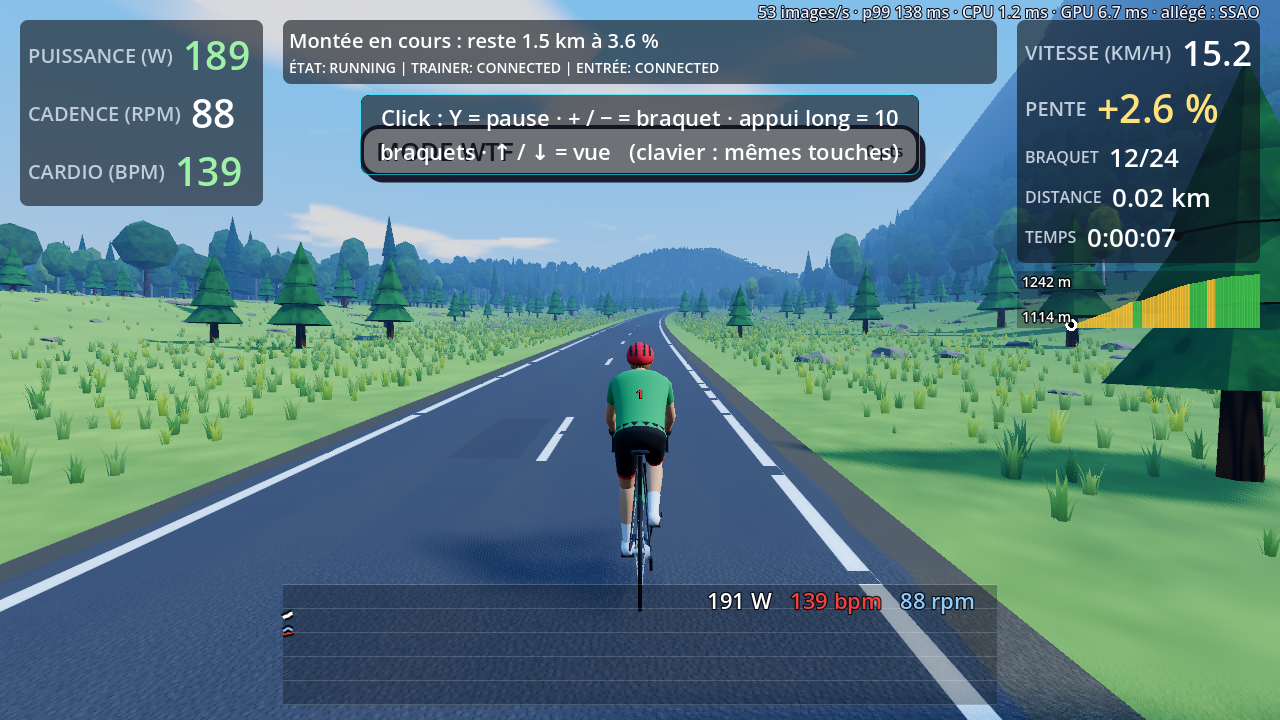 53 images/s · p99 138 ms · CPU 1.2 ms · GPU 6.7 ms · allégé : SSAO
PUISSANCE (W) 189
CADENCE (RPM) 88
CARDIO (BPM) 139
Montée en cours : reste 1.5 km à 3.6 %
ÉTAT: RUNNING | TRAINER: CONNECTED | ENTRÉE: CONNECTED
Click : Y = pause · + / − = braquet · appui long = 10
braquets · ↑ / ↓ = vue (clavier : mêmes touches)
MODE WTF
VITESSE (KM/H) 15.2
PENTE +2.6 %
BRAQUET 12/24
DISTANCE 0.02 km
TEMPS 0:00:07
1242 m
1114 m
1
191 W 139 bpm 88 rpm